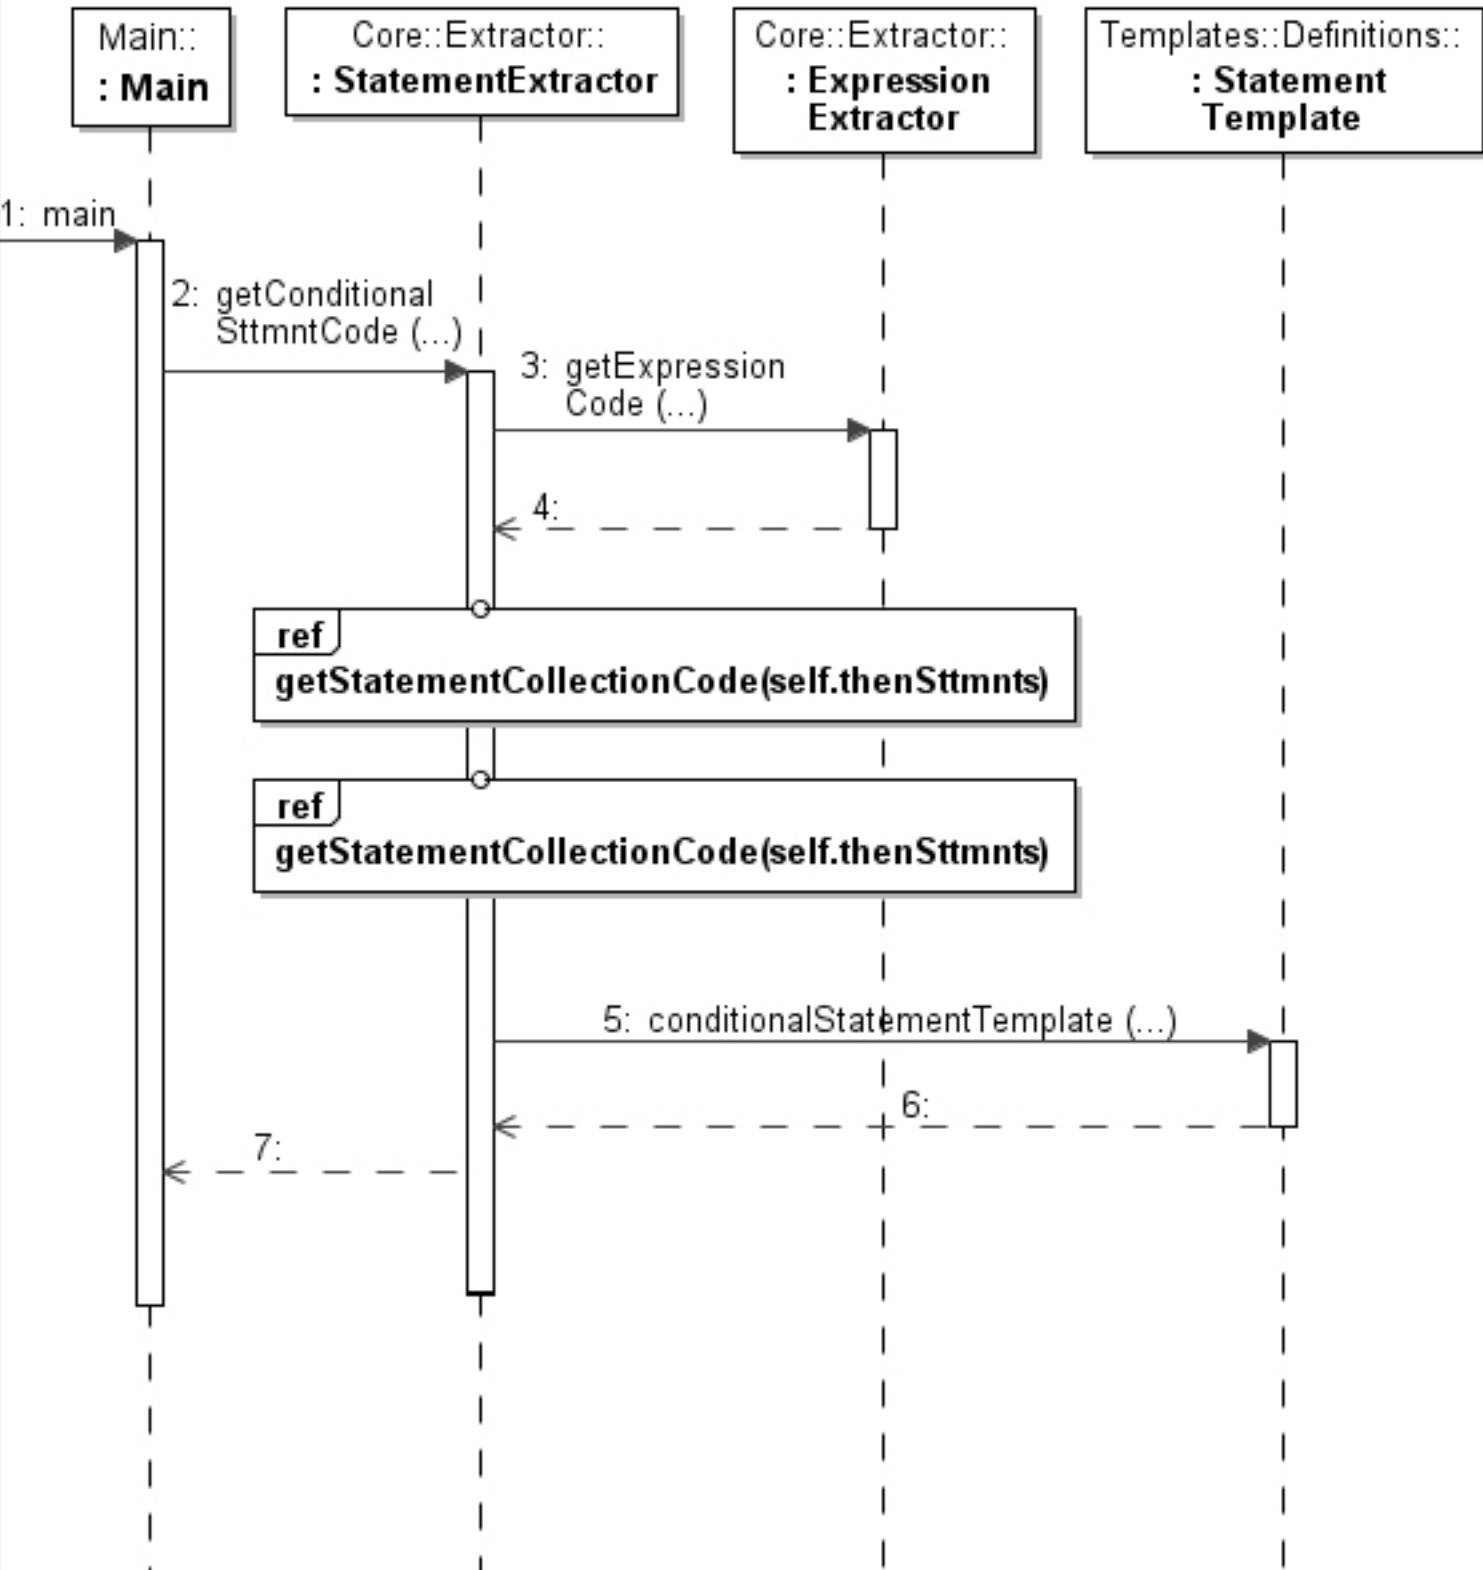 Main::
: Main
Core::Extractor::
: StatementExtractor
Core::Extractor::
: Expression
Extractor
Templates::Definitions::
: Statement
Template
1: main
2: getConditional
SttmntCode (...)
3: getExpression
Code (...)
4:
ref
getStatementCollectionCode(self.thenSttmnts)
ref
getStatementCollectionCode(self.thenSttmnts)
5: conditionalStatementTemplate (...)
6:
7: